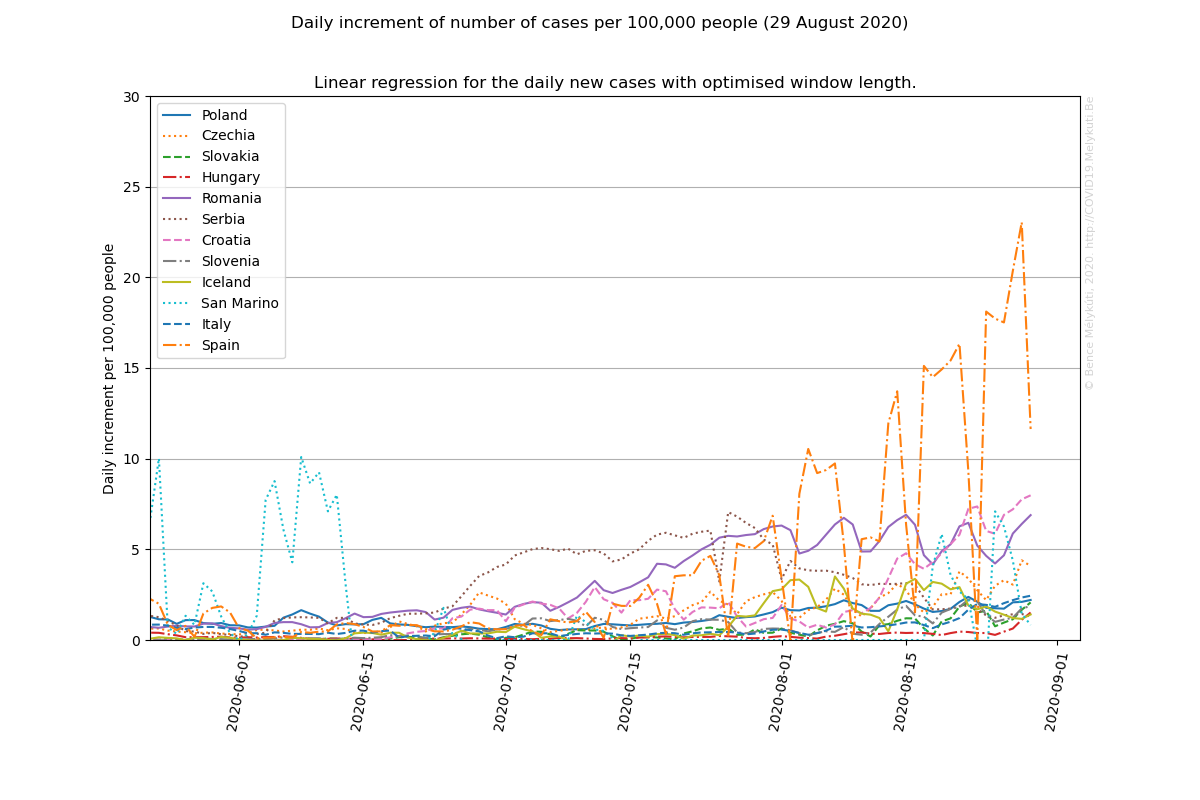 Daily increment of number of cases per 100,000 people (29 August 2020)
Linear regression for the daily new cases with optimised window length.
30
25
20
15
10
5
0
Daily increment per 100,000 people
Poland
Czechia
Slovakia
Hungary
Romania
Serbia
Croatia
Slovenia
Iceland
San Marino
Italy
Spain
2020-06-01
2020-06-15
2020-07-01
2020-07-15
2020-08-01
2020-08-15
2020-09-01
© Bence Mélykúti, 2020  http://COVID19.Melykuti.Be